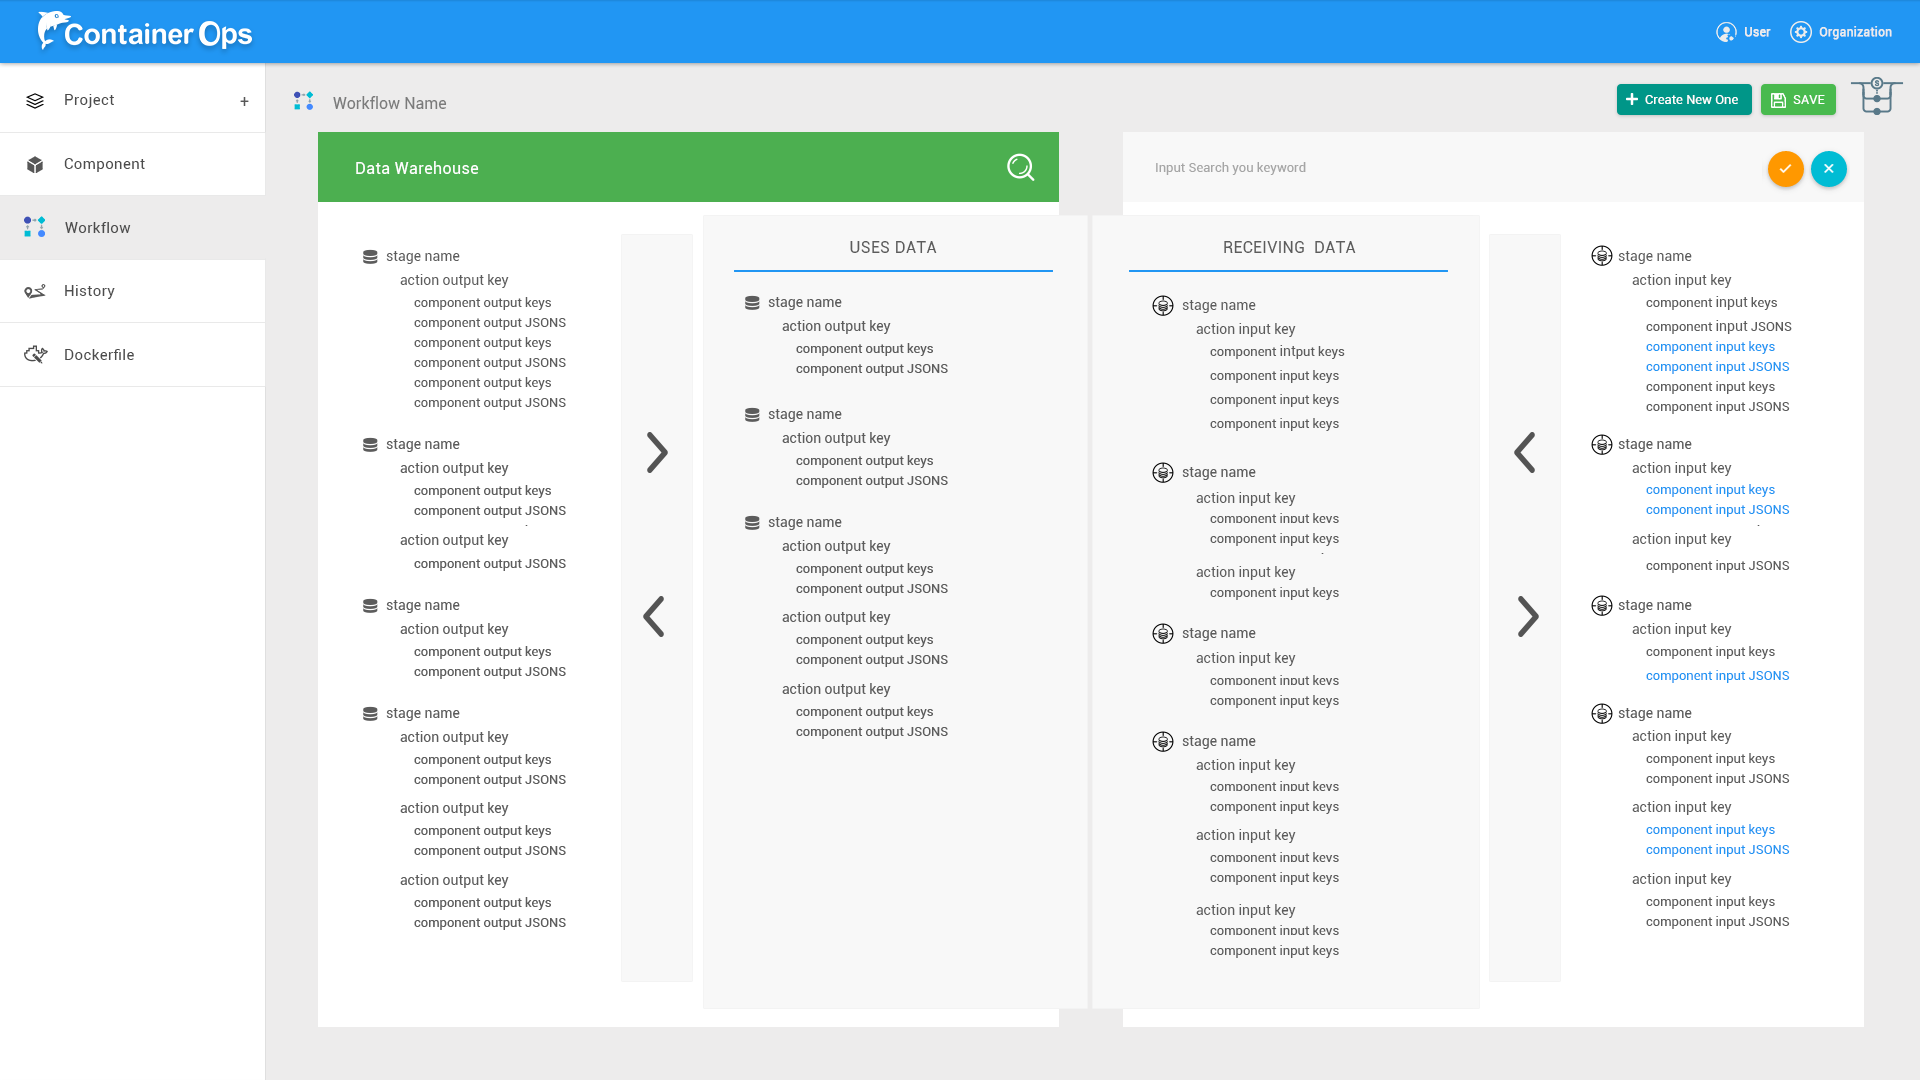 Container Ops
User
Organization
Project
+
Component
Workflow
History
Dockerfile
Workflow Name
Create New One
SAVE
Data Warehouse
Input Search you keyword
stage name
action output key
component output keys
component output JSONS
component output keys
component output JSONS
component output keys
component output JSONS
stage name
action output key
component output keys
component output JSONS
action output key
component output JSONS
stage name
action output key
component output keys
component output JSONS
stage name
action output key
component output keys
component output JSONS
action output key
component output keys
component output JSONS
action output key
component output keys
component output JSONS
USES DATA
stage name
action output key
component output keys
component output JSONS
stage name
action output key
component output keys
component output JSONS
stage name
action output key
component output keys
component output JSONS
action output key
component output keys
component output JSONS
action output key
component output keys
component output JSONS
RECEIVING DATA
stage name
action input key
component intput keys
component input keys
component input keys
component input keys
stage name
action input key
component input keys
component input keys
action input key
component input keys
stage name
action input key
component input keys
component input keys
stage name
action input key
component input keys
component input keys
action input key
component input keys
component input keys
action input key
component input keys
component input keys
stage name
action input key
component input keys
component input JSONS
component input keys
component input JSONS
component input keys
component input JSONS
stage name
action input key
component input keys
component input JSONS
action input key
component input JSONS
stage name
action input key
component input keys
component input JSONS
stage name
action input key
component input keys
component input JSONS
action input key
component input keys
component input JSONS
action input key
component input keys
component input JSONS